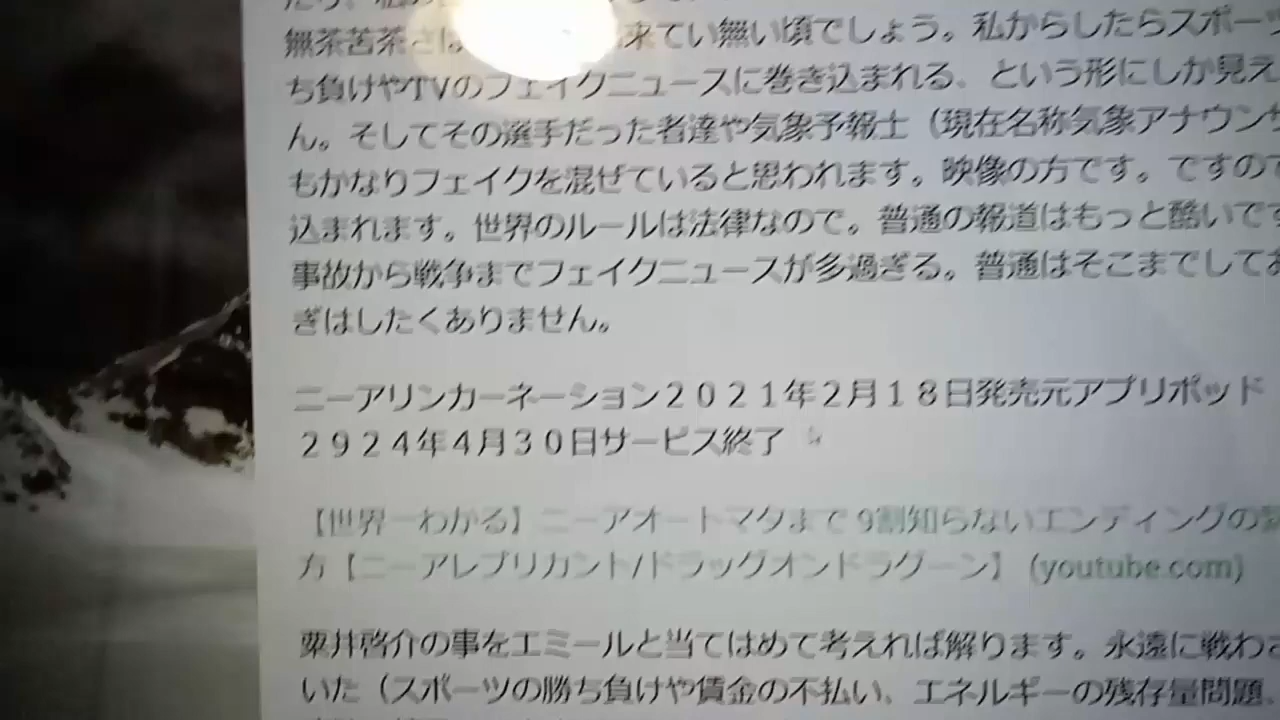 無茶苦茶さは 来てい無い頃でしょう。私からしたらスポーツ
ち負けやTVのフェイクニュースに巻き込まれる、という形にしか見え
ん。そしてその選手だった者達や気象予報士（現在名称気象アナウンサ
もかなりフェイクを混ぜていると思われます。映像の方です。ですので
込まれます。世界のルールは法律なので。普通の報道はもっと酷いです
事故から戦争までフェイクニュースが多過ぎる。普通はそこまでしてお
ぎはしたくありません。
ニーアリンカーネーション２０２１年２月１８日発売元アプリポッド
２９２４年４月３０日サービス終了
【世界一わかる】ニーアオートマタまで9割知らないエンディングの繋
方【ニーアレプリカント/ドラッグオンドラグーン】 (youtube.com)
粟井啓介の事をエミールと当てはめて考えれば解ります。永遠に戦わさ
いた（スポーツの勝ち負けや賃金の不払い、エネルギーの残存量問題、